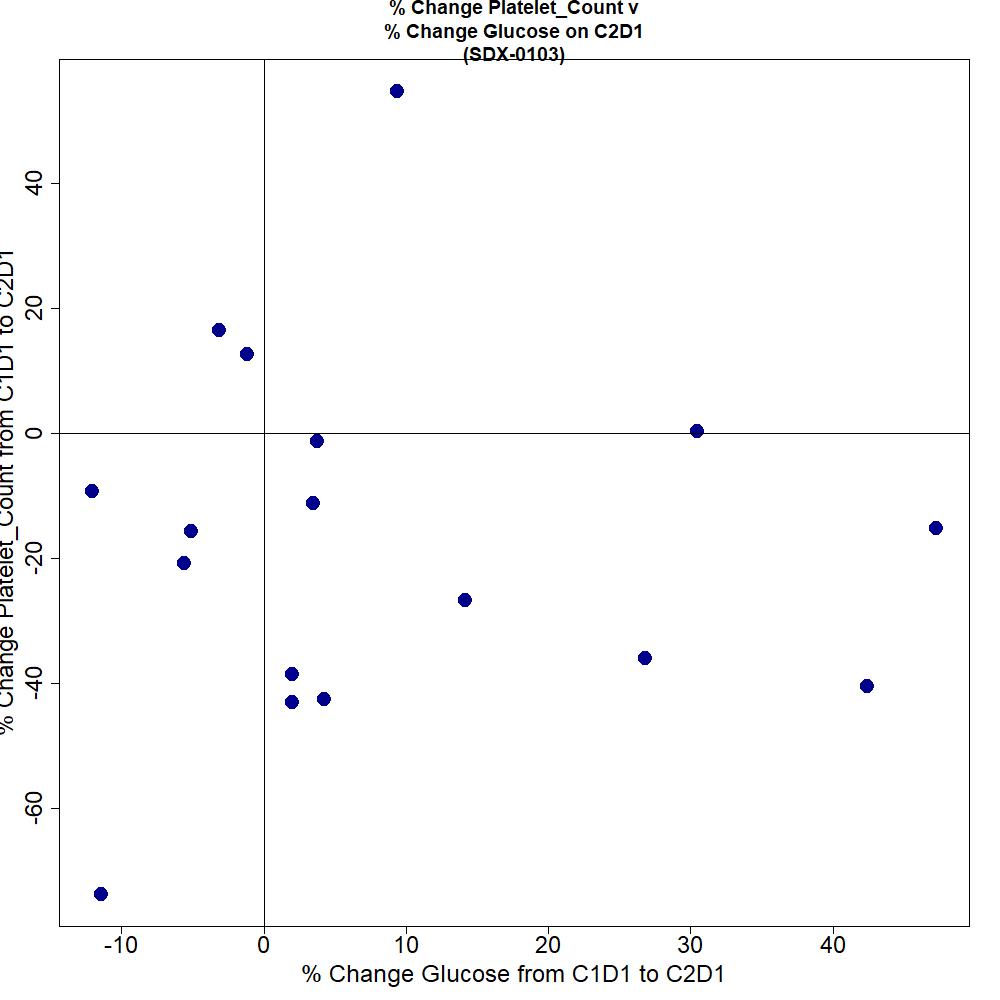 % Change Platelet_Count v
% Change Glucose on C2D1
(SDX-0103)
% Change Platelet_Count from C1D1 to C2D1
40
20
0
-20
-40
-60
-10
0
10
20
30
40
% Change Glucose from C1D1 to C2D1